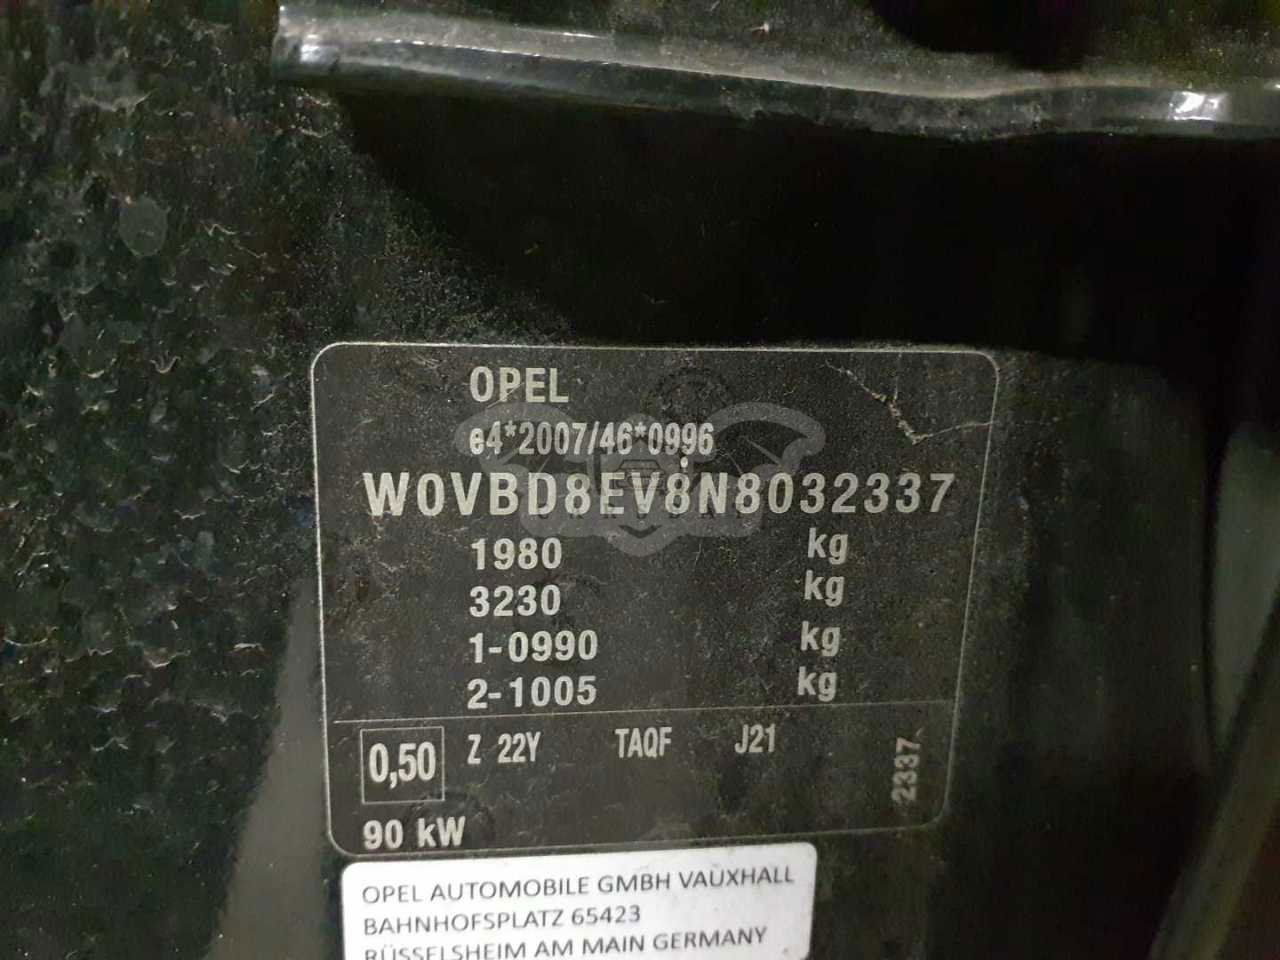 OPEL
e4*2007/46*0996
W0VBD8EV8N8032337
1980 kg
3230 kg
1-0990 kg
2-1005 kg
0,50 Z 22Y TAQF J21 2337
90 kW
OPEL AUTOMOBILE GMBH VAUXHALL
BAHNHOFSPLATZ 65423
RÜSSELSHEIM AM MAIN GERMANY